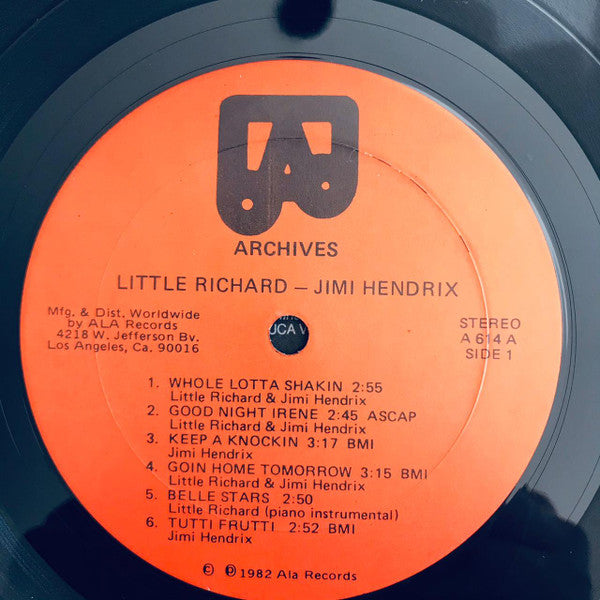 ARCHIVES
LITTLE RICHARD – JIMI HENDRIX
Mfg. & Dist. Worldwide
by ALA Records
4218 W. Jefferson Bv.
Los Angeles, Ca. 90016
STEREO
A 614 A
SIDE 1
1. WHOLE LOTTA SHAKIN 2:55
Little Richard & Jimi Hendrix
2. GOOD NIGHT IRENE 2:45 ASCAP
Little Richard & Jimi Hendrix
3. KEEP A KNOCKIN 3:17 BMI
Jimi Hendrix
4. GOIN HOME TOMORROW 3:15 BMI
Little Richard & Jimi Hendrix
5. BELLE STARS 2:50
Little Richard (piano instrumental)
6. TUTTI FRUTTI 2:52 BMI
Jimi Hendrix
© ℗ 1982 Ala Records